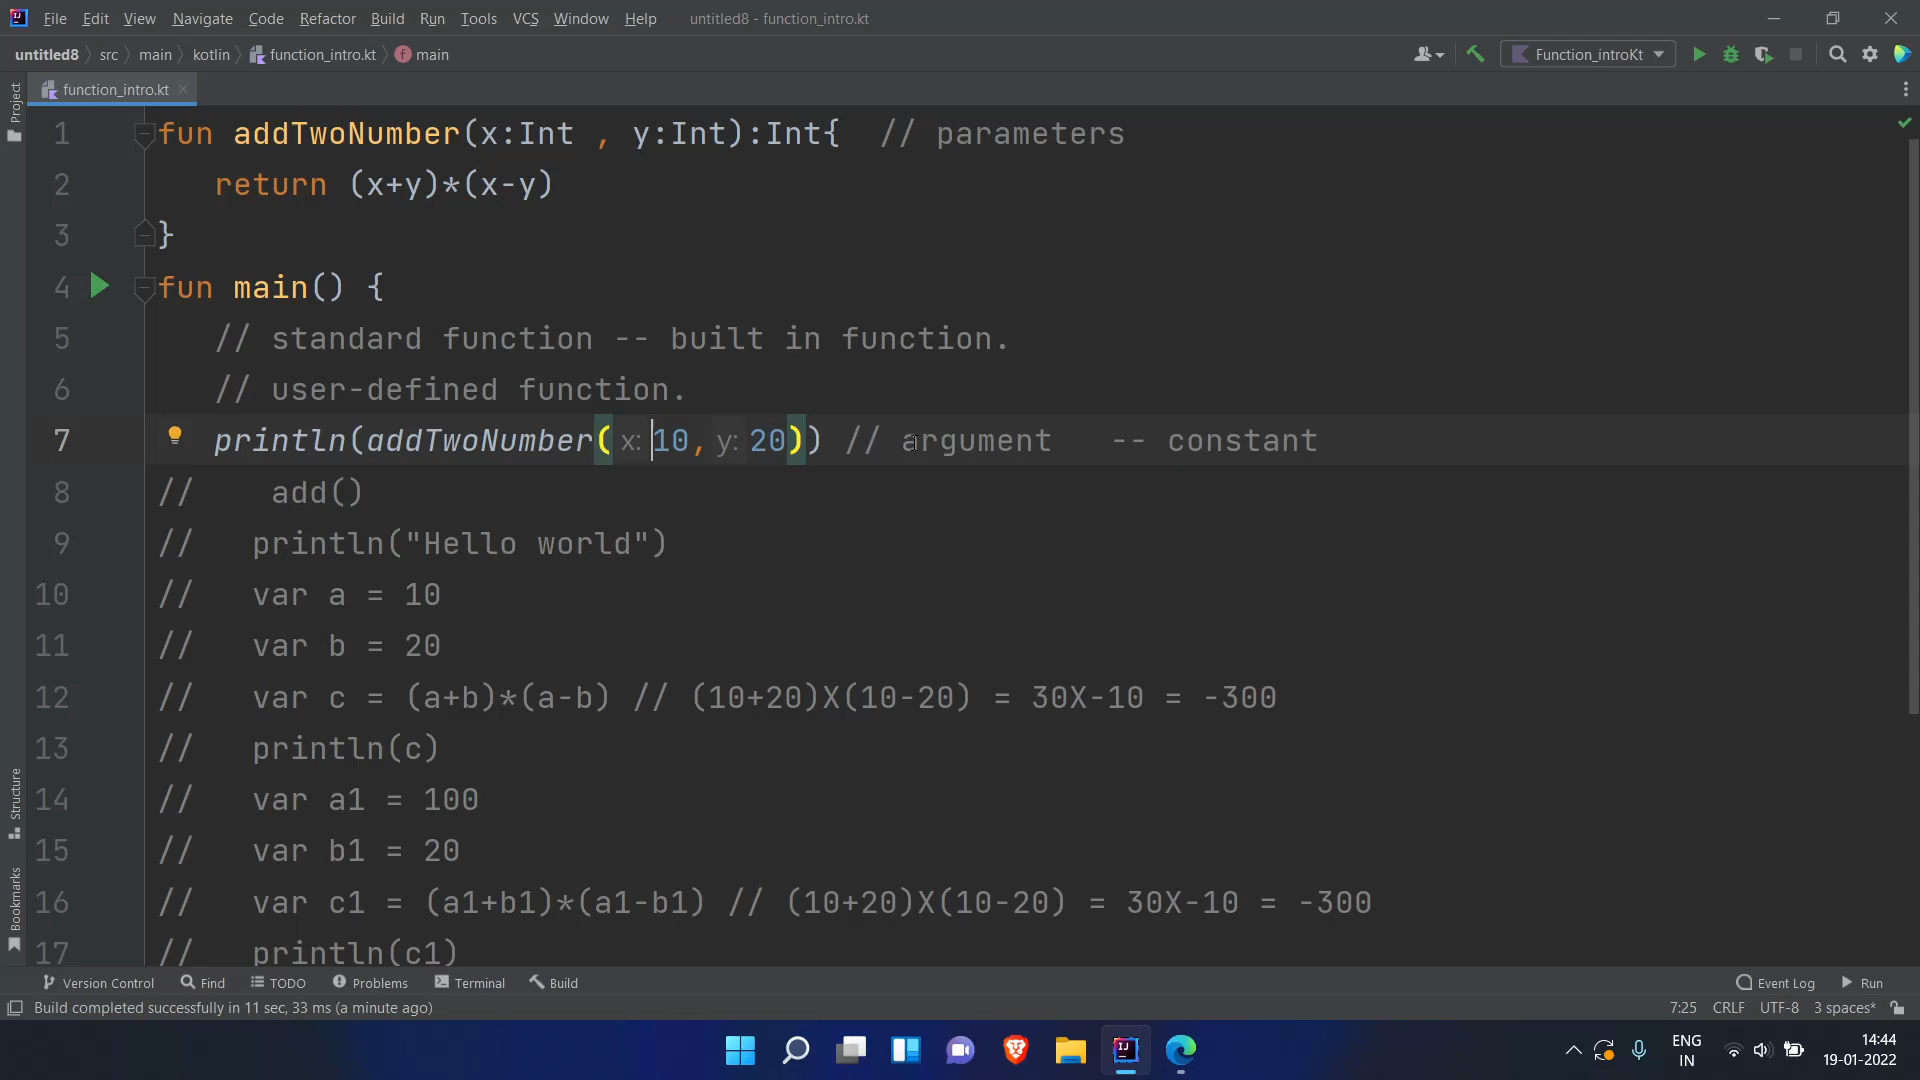 File Edit View Navigate Code Refactor Build Run Tools VCS Window Help untitled8 - function_intro.kt
untitled8 src main kotlin function_intro.kt main Function_introKt
function_intro.kt
Project
1 fun addTwoNumber(x:Int , y:Int):Int{ // parameters
2 return (x+y)*(x-y)
3 }
4 fun main() {
5 // standard function -- built in function.
6 // user-defined function.
7 println(addTwoNumber( x: 10, y: 20)) // argument -- constant
8 // add()
9 // println("Hello world")
10 // var a = 10
11 // var b = 20
12 // var c = (a+b)*(a-b) // (10+20)X(10-20) = 30X-10 = -300
13 // println(c)
14 // var a1 = 100
15 // var b1 = 20
16 // var c1 = (a1+b1)*(a1-b1) // (10+20)X(10-20) = 30X-10 = -300
17 // println(c1)
Structure
Bookmarks
Version Control Find TODO Problems Terminal Build Event Log Run
Build completed successfully in 11 sec, 33 ms (a minute ago) 7:25 CRLF UTF-8 3 spaces*
ENG
IN
14:44
19-01-2022